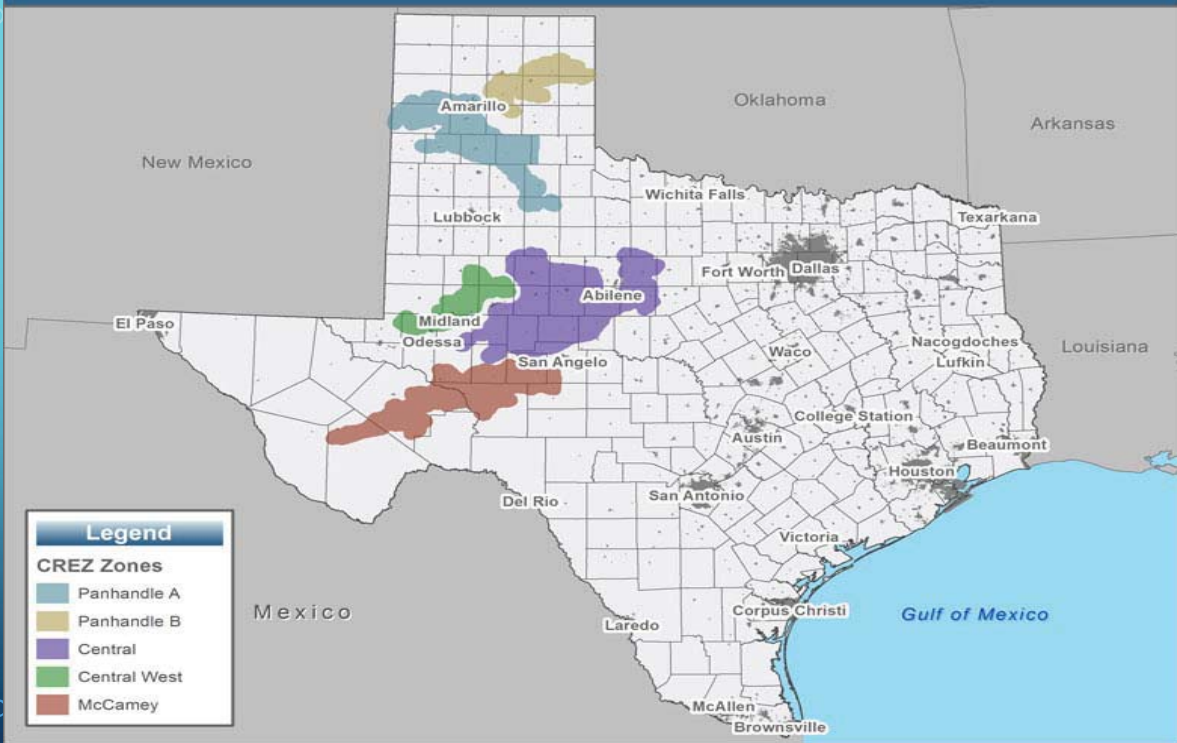 Oklahoma
Amarillo
Arkansas
New Mexico
Wichita Falls
Lubbock
Texarkana
Fort Worth
Dallas
Abilene
El Paso
Midland
Odessa
Nacogdoches
Lufkin
Louisiana
San Angelo
Waco
College Station
Austin
Beaumont
Houston
Del Rio
San Antonio
Victoria
Legend
CREZ Zones
Panhandle A
Panhandle B
Central
Central West
McCamey
Mexico
Laredo
Corpus Christi
Gulf of Mexico
McAllen
Brownsville